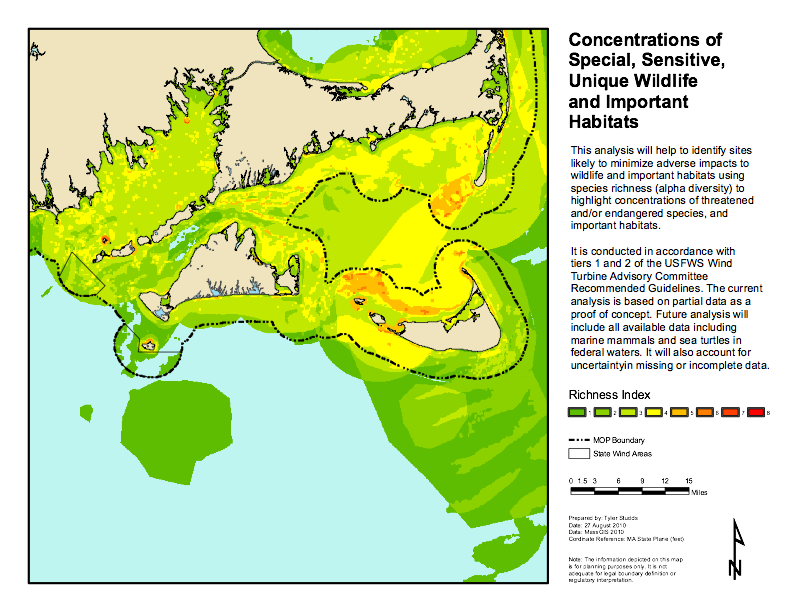 Concentrations of
Special, Sensitive,
Unique Wildlife
and Important
Habitats
This analysis will help to identify sites
likely to minimize adverse impacts to
wildlife and important habitats using
species richness (alpha diversity) to
highlight concentrations of threatened
and/or endangered species, and
important habitats.
It is conducted in accordance with
tiers 1 and 2 of the USFWS Wind
Turbine Advisory Committee
Recommended Guidelines. The current
analysis is based on partial data as a
proof of concept. Future analysis will
include all available data including
marine mammals and sea turtles in
federal waters. It will also account for
uncertaintyin missing or incomplete data.
Richness Index
1 2 3 4 5 6 7 8
MOP Boundary
State Wind Areas
0 1.5 3 6 9 12 15
Miles
Prepared by: Tyler Studds
Date: 27 August 2010
Data: MassGIS 2010
Cordinate Reference: MA State Plane (feet)
Note: The information depicted on this map
is for planning purposes only. It is not
adequate for legal boundary definition or
regulatory interpretation.
N